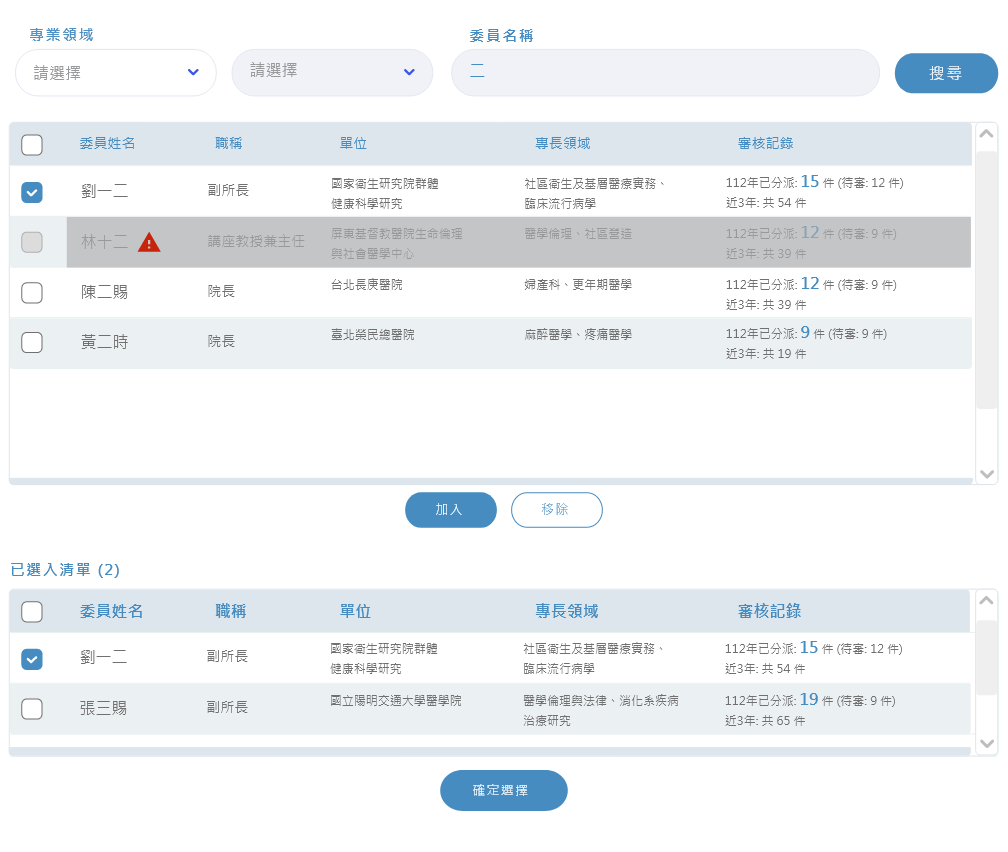 專業領域
委員名稱
請選擇
請選擇
二
搜尋
委員姓名 職稱 單位 專長領域 審核記錄
劉一二 副所長 國家衛生研究院群體 社區衛生及基層醫療實務、 112年已分派: 15 件 (待審: 12 件)
健康科學研究 臨床流行病學 近3年: 共 54 件
林十二 講座教授兼主任 屏東基督教醫院生命倫理 醫學倫理、社區營造 112年已分派: 12 件 (待審: 9 件)
與社會醫學中心 近3年: 共 39 件
陳二賜 院長 台北長庚醫院 婦產科、更年期醫學 112年已分派: 12 件 (待審: 9 件)
近3年: 共 39 件
黃二時 院長 臺北榮民總醫院 麻醉醫學、疼痛醫學 112年已分派: 9 件 (待審: 9 件)
近3年: 共 19 件
加入 移除
已選入清單 (2)
委員姓名 職稱 單位 專長領域 審核記錄
劉一二 副所長 國家衛生研究院群體 社區衛生及基層醫療實務、 112年已分派: 15 件 (待審: 12 件)
健康科學研究 臨床流行病學 近3年: 共 54 件
張三賜 副所長 國立陽明交通大學醫學院 醫學倫理與法律、消化系疾病 112年已分派: 19 件 (待審: 9 件)
治療研究 近3年: 共 65 件
確定選擇